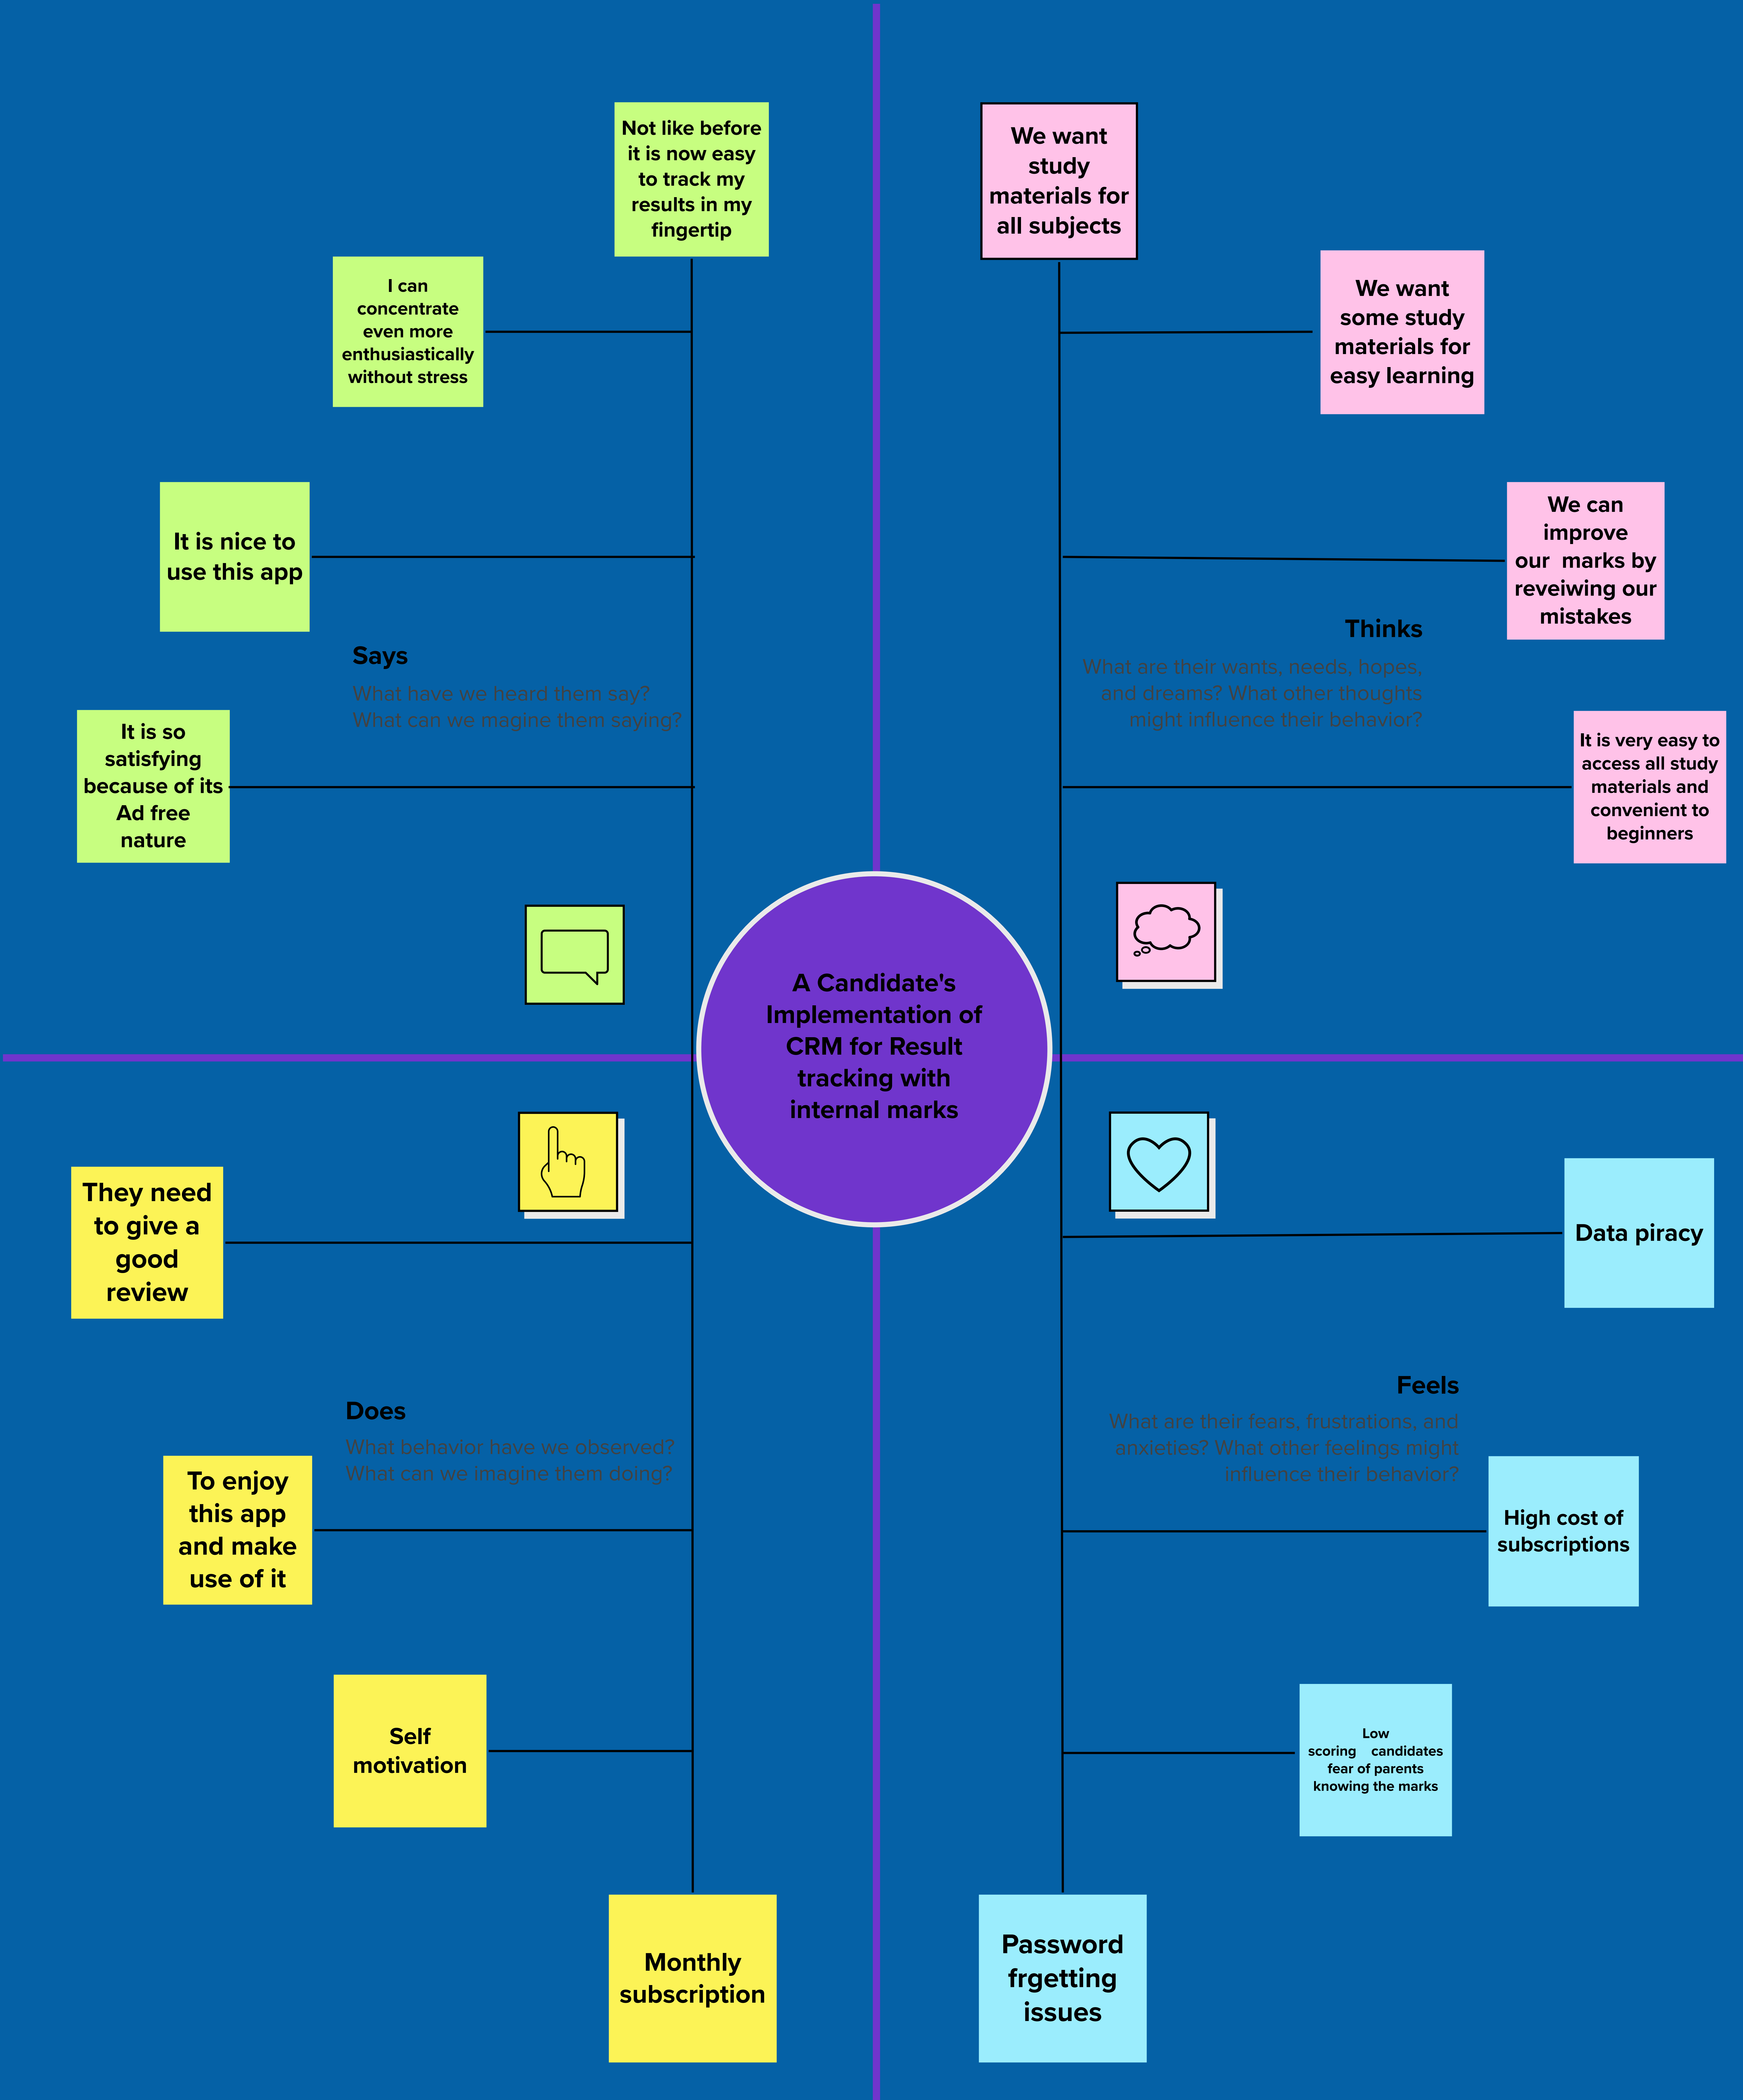 Not like before
it is now easy
to track my
results in my
fingertip
I can
concentrate
even more
enthusiastically
without stress
It is nice to
use this app
Says
What have we heard them say?
What can we magine them saying?
It is so
satisfying
because of its
Ad free
nature
We want
study
materials for
all subjects
We want
some study
materials for
easy learning
We can
improve
our  marks by
reveiwing our
mistakes
Thinks
What are their wants, needs, hopes,
and dreams? What other thoughts
might influence their behavior?
It is very easy to
access all study
materials and
convenient to
beginners
A Candidate's
Implementation of
CRM for Result
tracking with
internal marks
They need
to give a
good
review
Does
What behavior have we observed?
What can we imagine them doing?
To enjoy
this app
and make
use of it
Self
motivation
Monthly
subscription
Data piracy
Feels
What are their fears, frustrations, and
anxieties? What other feelings might
influence their behavior?
High cost of
subscriptions
Low
scoring    candidates
fear of parents
knowing the marks
Password
frgetting
issues